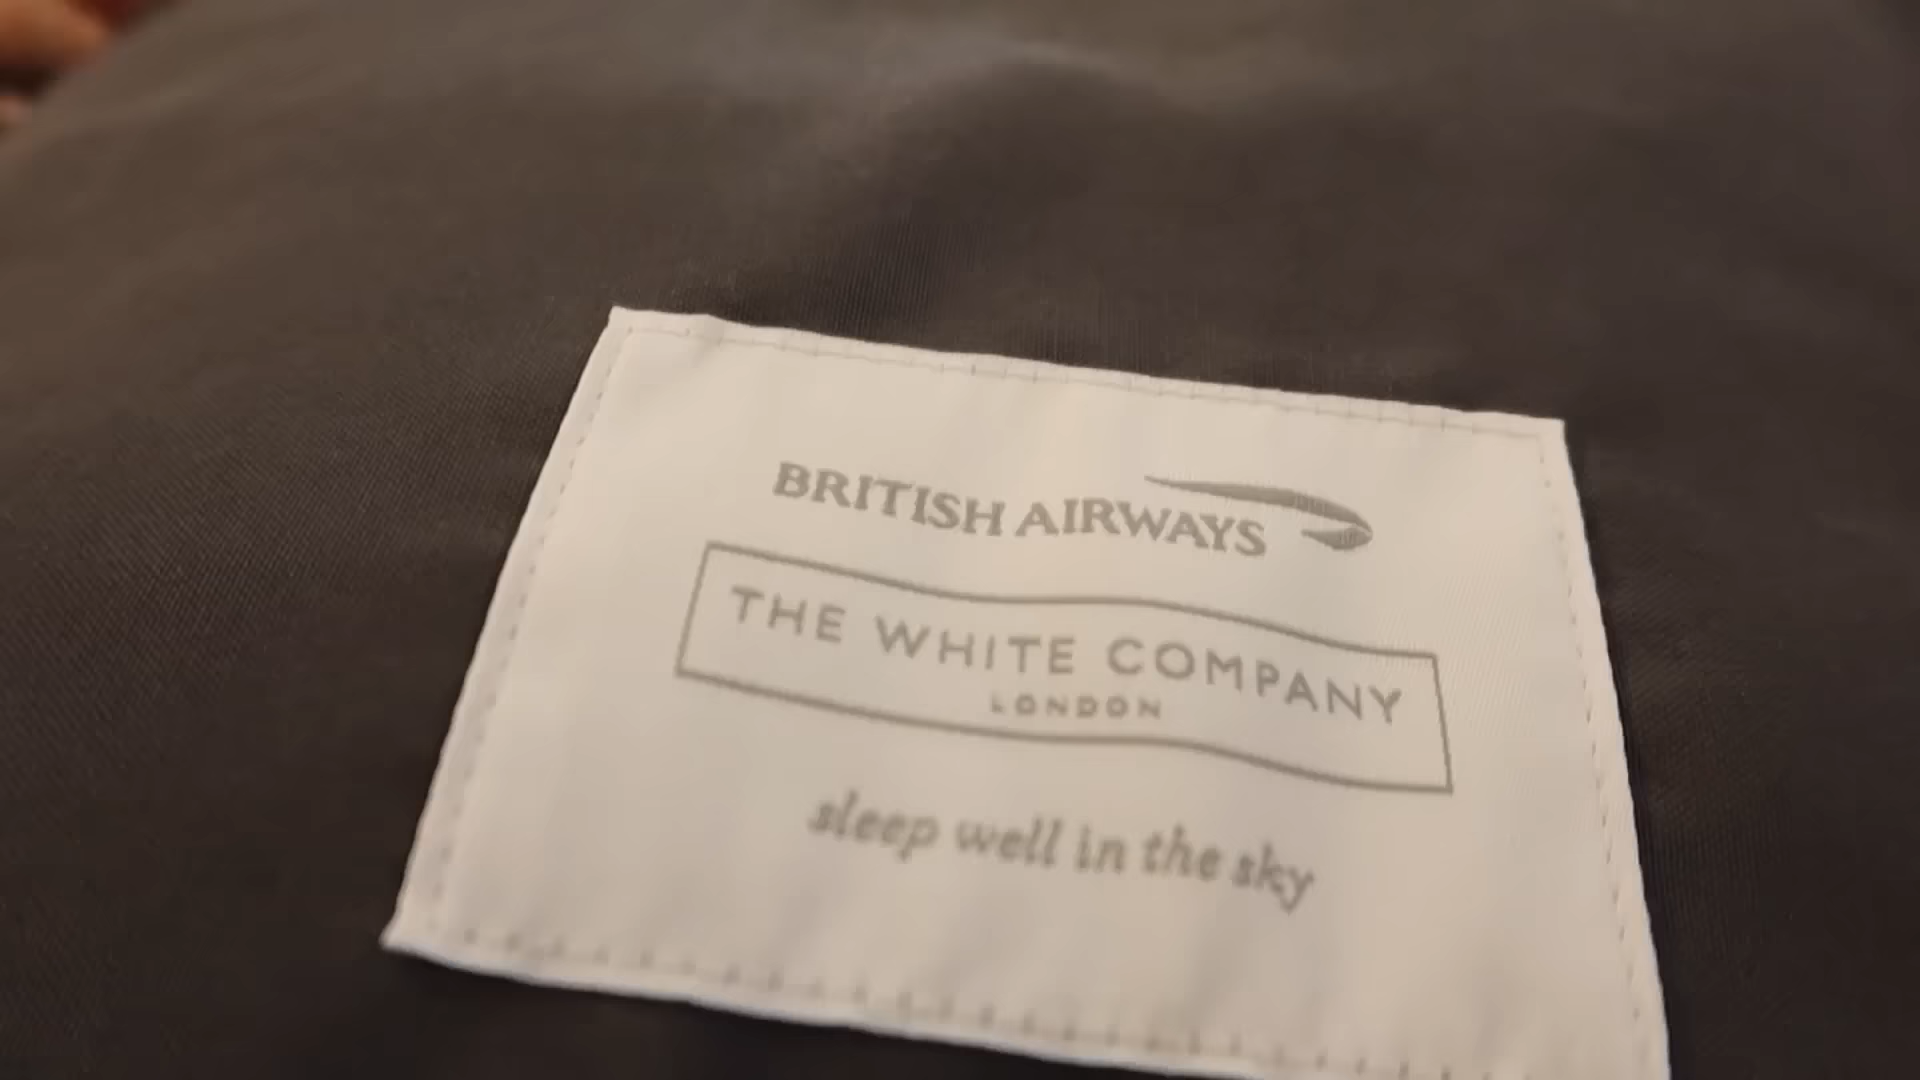 BRITISH AIRWAYS
THE WHITE COMPANY
LONDON
sleep well in the sky